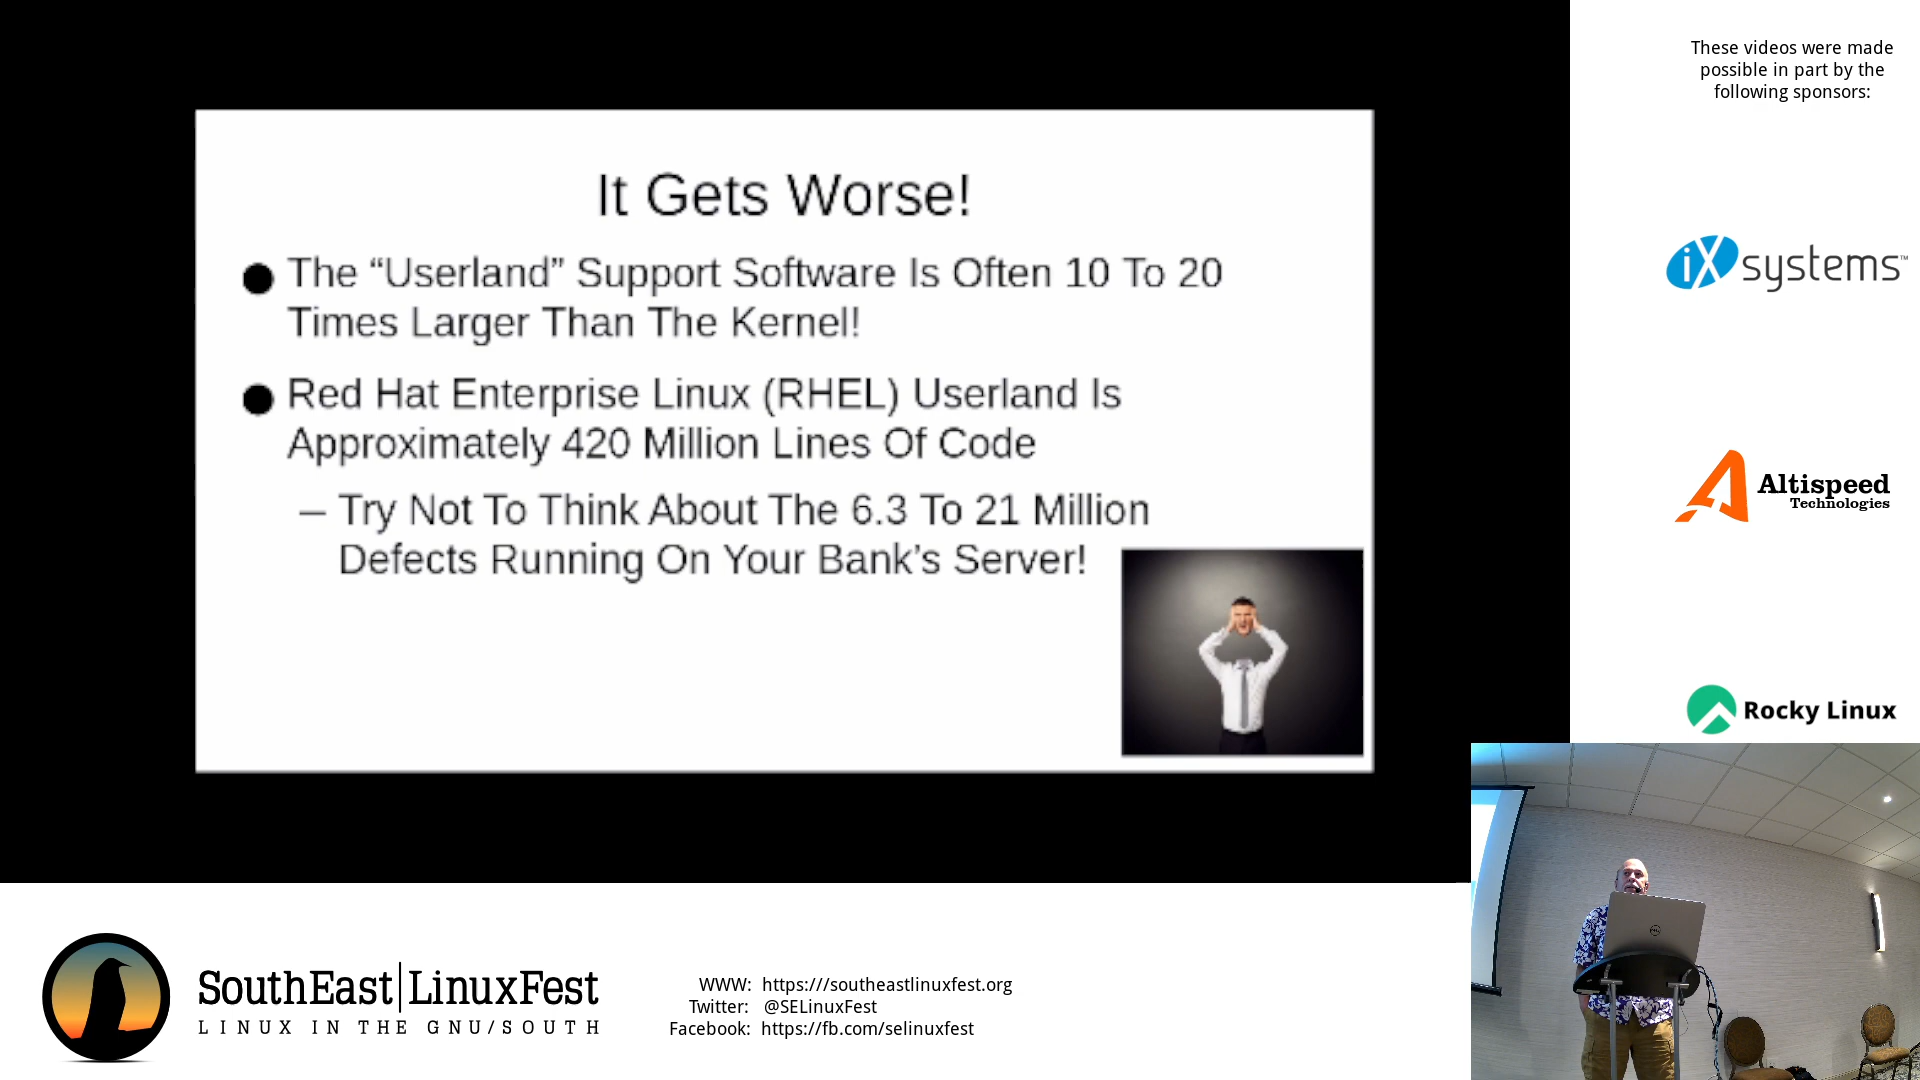 It Gets Worse!
● The “Userland” Support Software Is Often 10 To 20
Times Larger Than The Kernel!
● Red Hat Enterprise Linux (RHEL) Userland Is
Approximately 420 Million Lines Of Code
– Try Not To Think About The 6.3 To 21 Million
Defects Running On Your Bank’s Server!
These videos were made
possible in part by the
following sponsors:
iX systems™
Altispeed
Technologies
Rocky Linux
DELL
SouthEast|LinuxFest
LINUX IN THE GNU/SOUTH
WWW: https:///southeastlinuxfest.org
Twitter: @SELinuxFest
Facebook: https://fb.com/selinuxfest